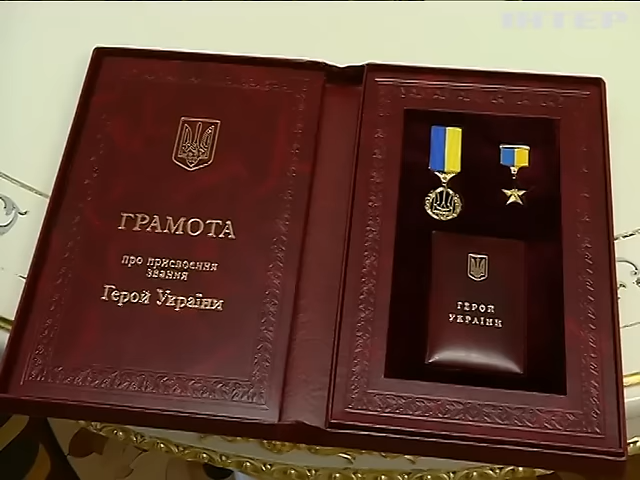 ІНТЕР
ГРАМОТА
про присвоєння
звання
Герой України
ГЕРОЙ
УКРАЇНИ